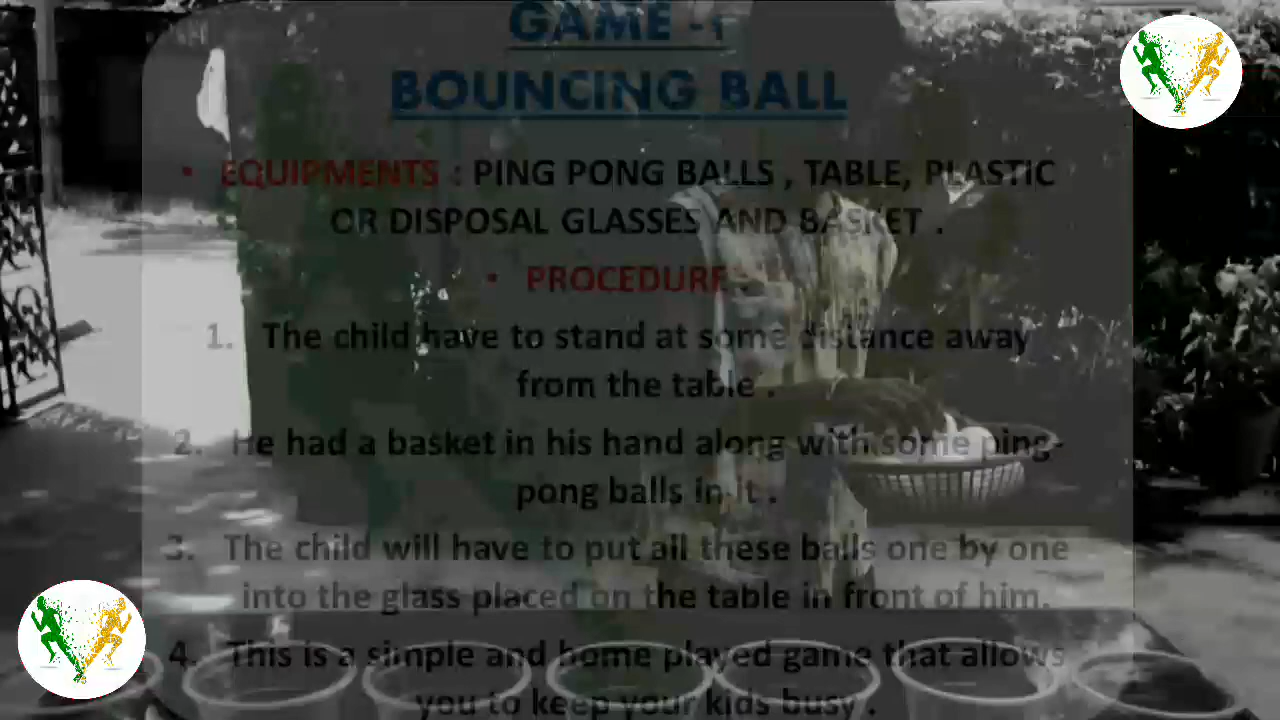 GAME -1
BOUNCING BALL
• EQUIPMENTS : PING PONG BALLS , TABLE, PLASTIC
OR DISPOSAL GLASSES AND BASKET .
• PROCEDURE
1. The child have to stand at some distance away
from the table .
2. He had a basket in his hand along with some ping-
pong balls in it .
3. The child will have to put all these balls one by one
into the glass placed on the table in front of him.
4. This is a simple and home played game that allows
you to keep your kids busy .